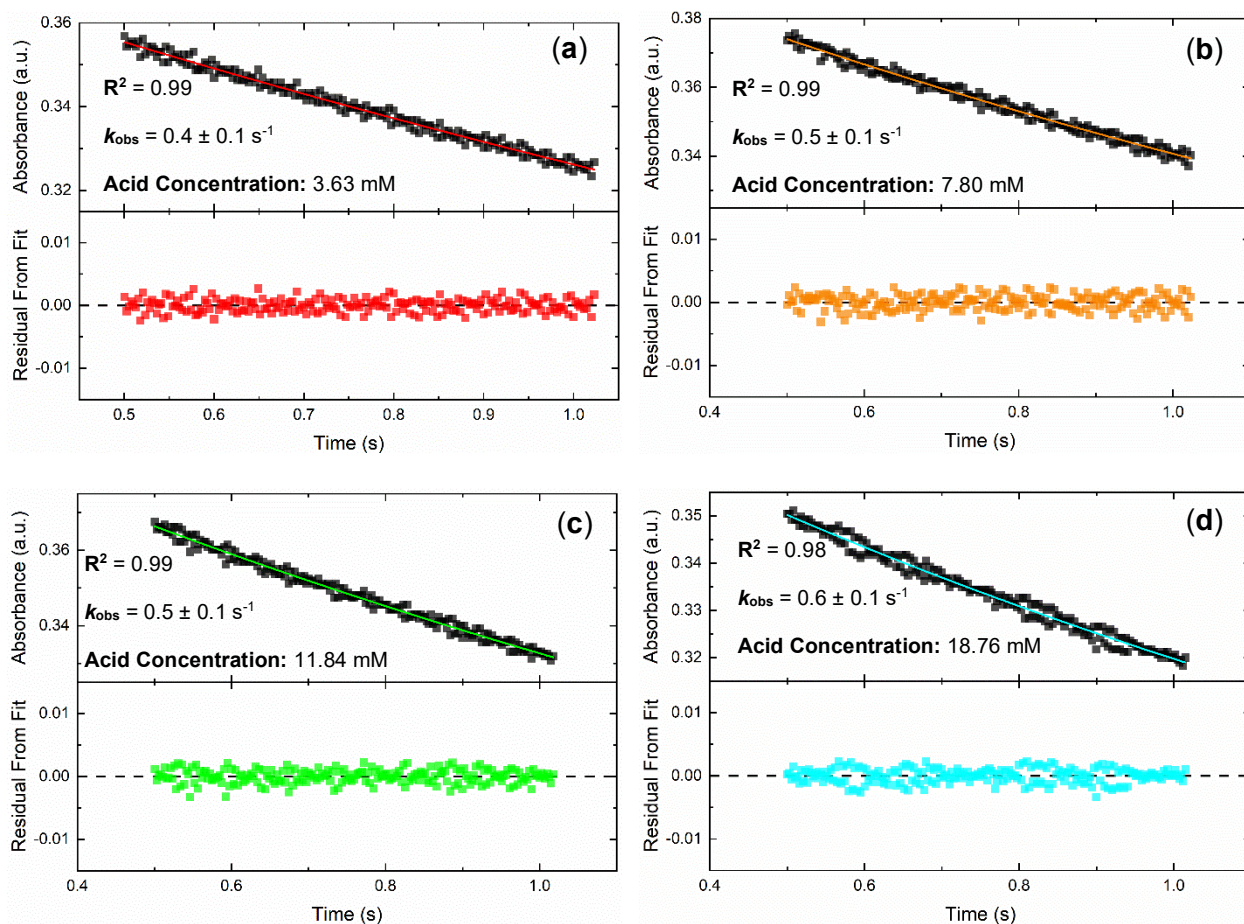 (a)
0.36
0.34
0.32
Absorbance (a.u.)
R² = 0.99
kobs = 0.4 ± 0.1 s⁻¹
Acid Concentration: 3.63 mM
0.01
0.00
-0.01
Residual From Fit
0.5 0.6 0.7 0.8 0.9 1.0
Time (s)
(b)
0.38
0.36
0.34
Absorbance (a.u.)
R² = 0.99
kobs = 0.5 ± 0.1 s⁻¹
Acid Concentration: 7.80 mM
0.01
0.00
-0.01
Residual From Fit
0.4 0.6 0.8 1.0
Time (s)
(c)
0.36
0.34
Absorbance (a.u.)
R² = 0.99
kobs = 0.5 ± 0.1 s⁻¹
Acid Concentration: 11.84 mM
0.01
0.00
-0.01
Residual From Fit
0.4 0.6 0.8 1.0
Time (s)
(d)
0.35
0.34
0.33
0.32
Absorbance (a.u.)
R² = 0.98
kobs = 0.6 ± 0.1 s⁻¹
Acid Concentration: 18.76 mM
0.01
0.00
-0.01
Residual From Fit
0.4 0.6 0.8 1.0
Time (s)